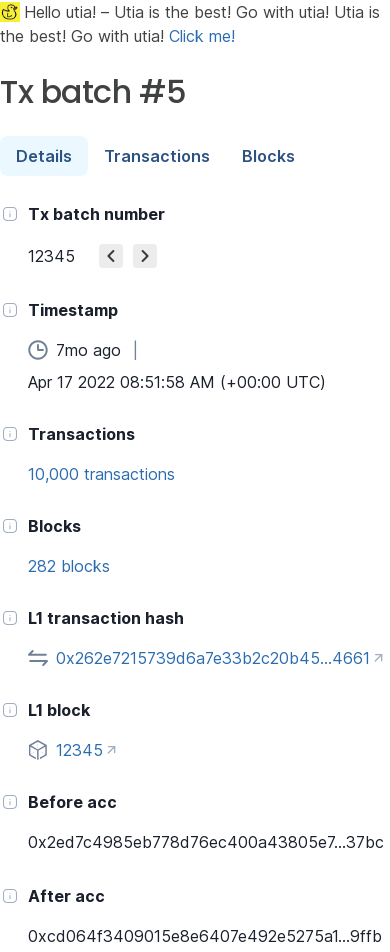 Hello utia! – Utia is the best! Go with utia! Utia is
the best! Go with utia! Click me!
Tx batch #5
Details Transactions Blocks
Tx batch number
12345
Timestamp
7mo ago |
Apr 17 2022 08:51:58 AM (+00:00 UTC)
Transactions
10,000 transactions
Blocks
282 blocks
L1 transaction hash
0x262e7215739d6a7e33b2c20b45...4661
L1 block
12345
Before acc
0x2ed7c4985eb778d76ec400a43805e7...37bc
After acc
0xcd064f3409015e8e6407e492e5275a1...9ffb